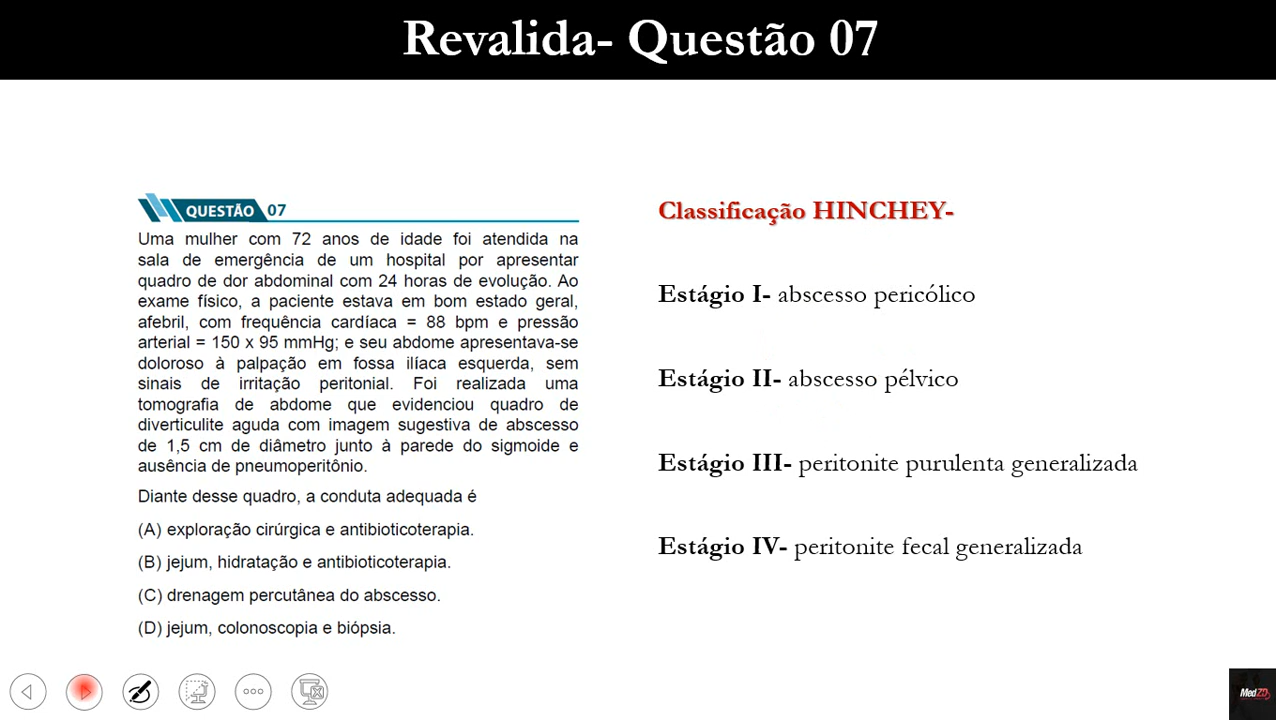 Revalida- Questão 07
QUESTÃO 07
Uma mulher com 72 anos de idade foi atendida na
sala de emergência de um hospital por apresentar
quadro de dor abdominal com 24 horas de evolução. Ao
exame físico, a paciente estava em bom estado geral,
afebril, com frequência cardíaca = 88 bpm e pressão
arterial = 150 x 95 mmHg; e seu abdome apresentava-se
doloroso à palpação em fossa ilíaca esquerda, sem
sinais de irritação peritonial. Foi realizada uma
tomografia de abdome que evidenciou quadro de
diverticulite aguda com imagem sugestiva de abscesso
de 1,5 cm de diâmetro junto à parede do sigmoide e
ausência de pneumoperitônio.
Diante desse quadro, a conduta adequada é
(A) exploração cirúrgica e antibioticoterapia.
(B) jejum, hidratação e antibioticoterapia.
(C) drenagem percutânea do abscesso.
(D) jejum, colonoscopia e biópsia.
Classificação HINCHEY-
Estágio I- abscesso pericólico
Estágio II- abscesso pélvico
Estágio III- peritonite purulenta generalizada
Estágio IV- peritonite fecal generalizada